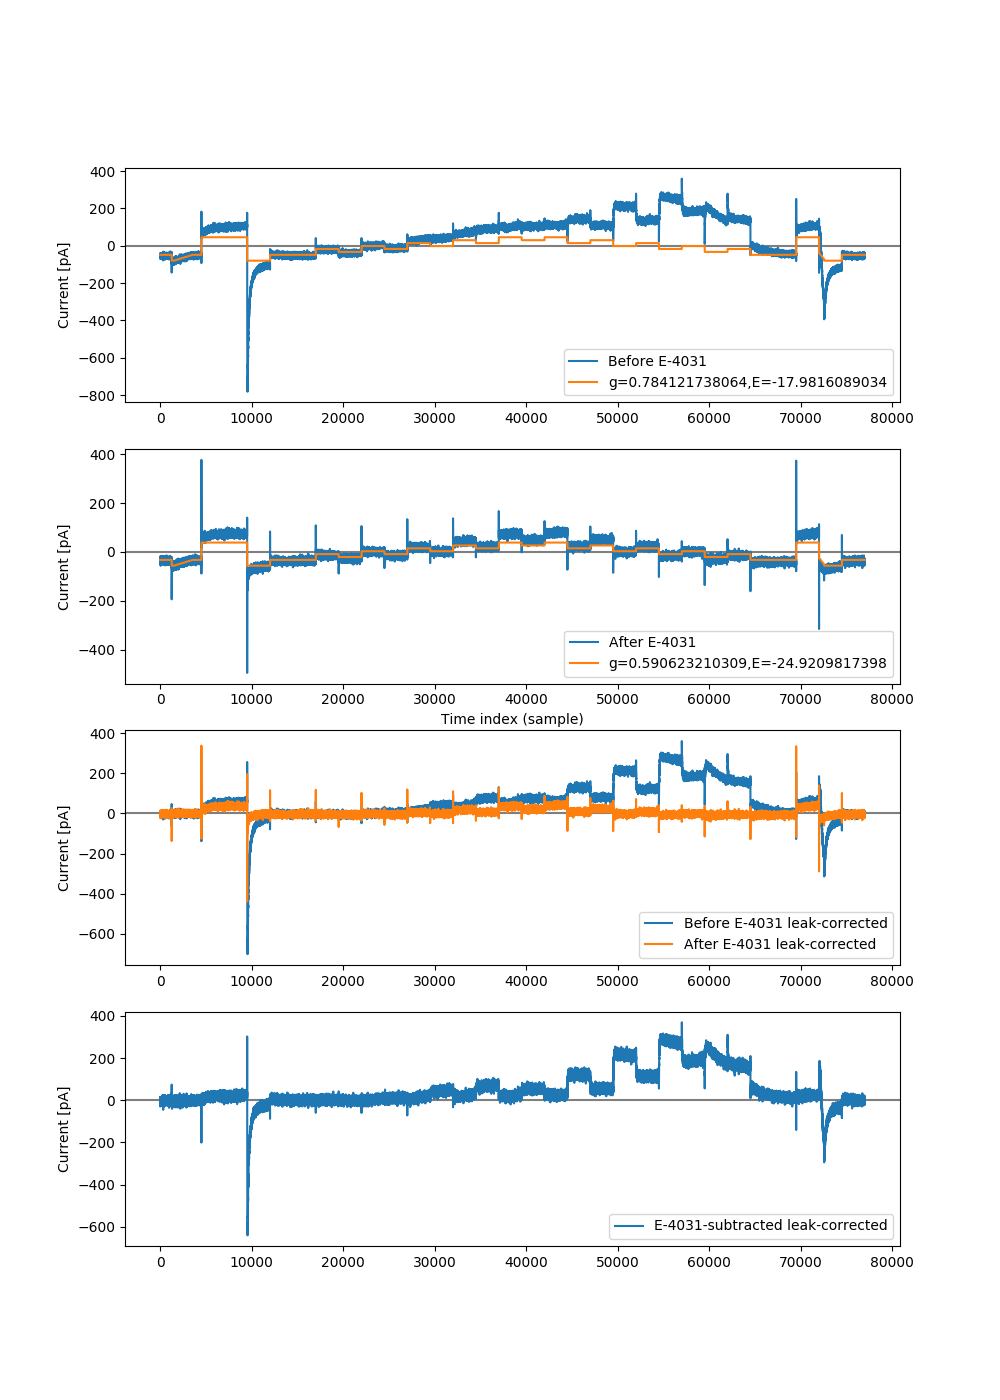 400
200
0
−200
−400
−600
−800
Current [pA]
Before E-4031
g=0.784121738064,E=-17.9816089034
0 10000 20000 30000 40000 50000 60000 70000 80000
400
200
0
−200
−400
Current [pA]
After E-4031
g=0.590623210309,E=-24.9209817398
0 10000 20000 30000 40000 50000 60000 70000 80000
Time index (sample)
400
200
0
−200
−400
−600
Current [pA]
Before E-4031 leak-corrected
After E-4031 leak-corrected
0 10000 20000 30000 40000 50000 60000 70000 80000
400
200
0
−200
−400
−600
Current [pA]
E-4031-subtracted leak-corrected
0 10000 20000 30000 40000 50000 60000 70000 80000